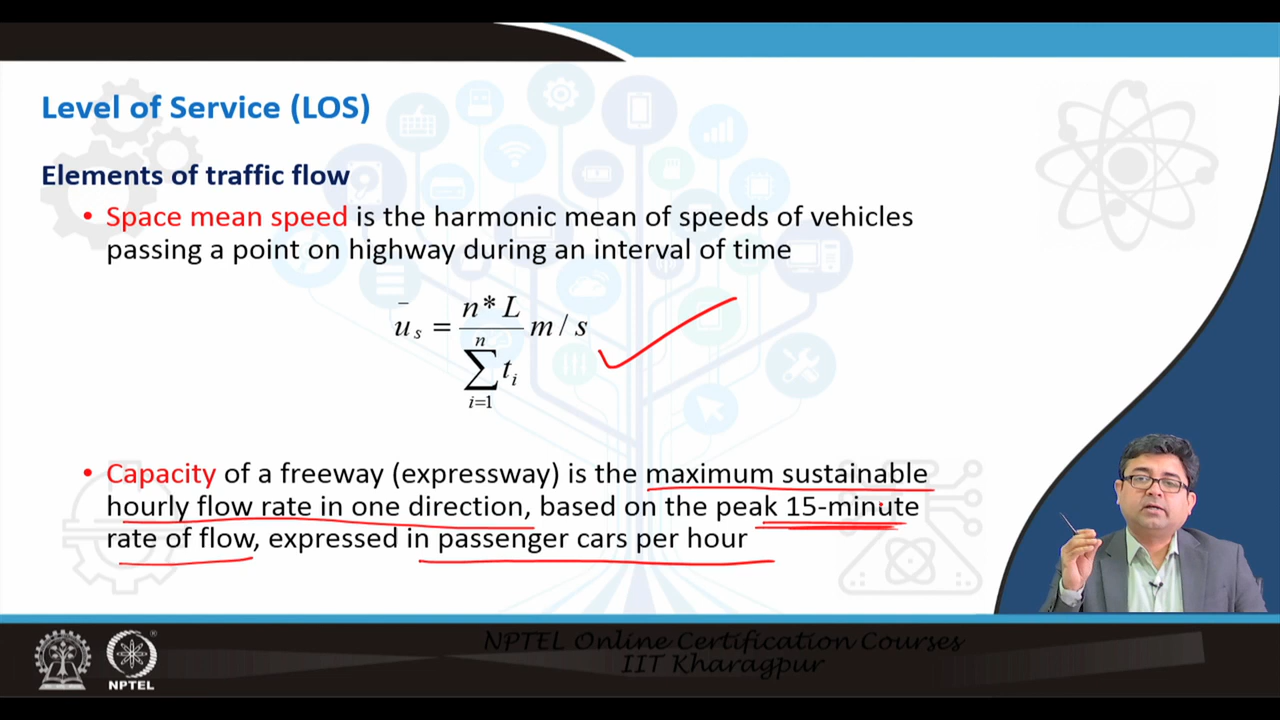 Level of Service (LOS)
Elements of traffic flow
• Space mean speed is the harmonic mean of speeds of vehicles
passing a point on highway during an interval of time
u̅ₛ = n * L / n∑i=1 tᵢ m / s
• Capacity of a freeway (expressway) is the maximum sustainable
hourly flow rate in one direction, based on the peak 15-minute
rate of flow, expressed in passenger cars per hour
NPTEL Online Certification Courses
IIT Kharagpur
NPTEL